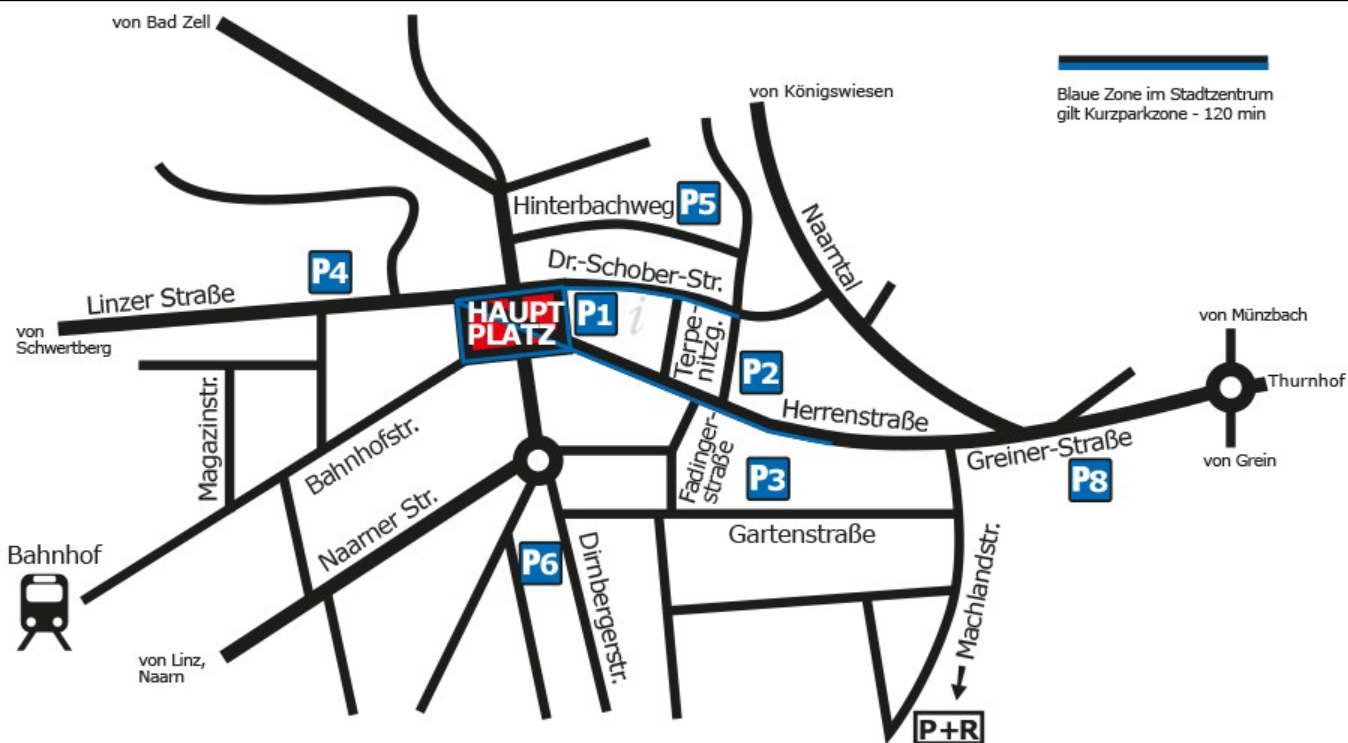 von Bad Zell
von Königswiesen
Blaue Zone im Stadtzentrum
gilt Kurzparkzone - 120 min
Hinterbachweg
P5
Naarntal
P4
Dr.-Schober-Str.
Linzer Straße
HAUPT
PLATZ
P1
i
von
Schwertberg
Terpe-
nitzg.
P2
von Münzbach
Thurnhof
Herrenstraße
Magazinstr.
Bahnhofstr.
Fadinger-
straße
P3
Greiner-Straße
P8
von Grein
Naarner Str.
Gartenstraße
Bahnhof
P6
Dirnbergerstr.
Machlandstr.
von Linz,
Naarn
P+R